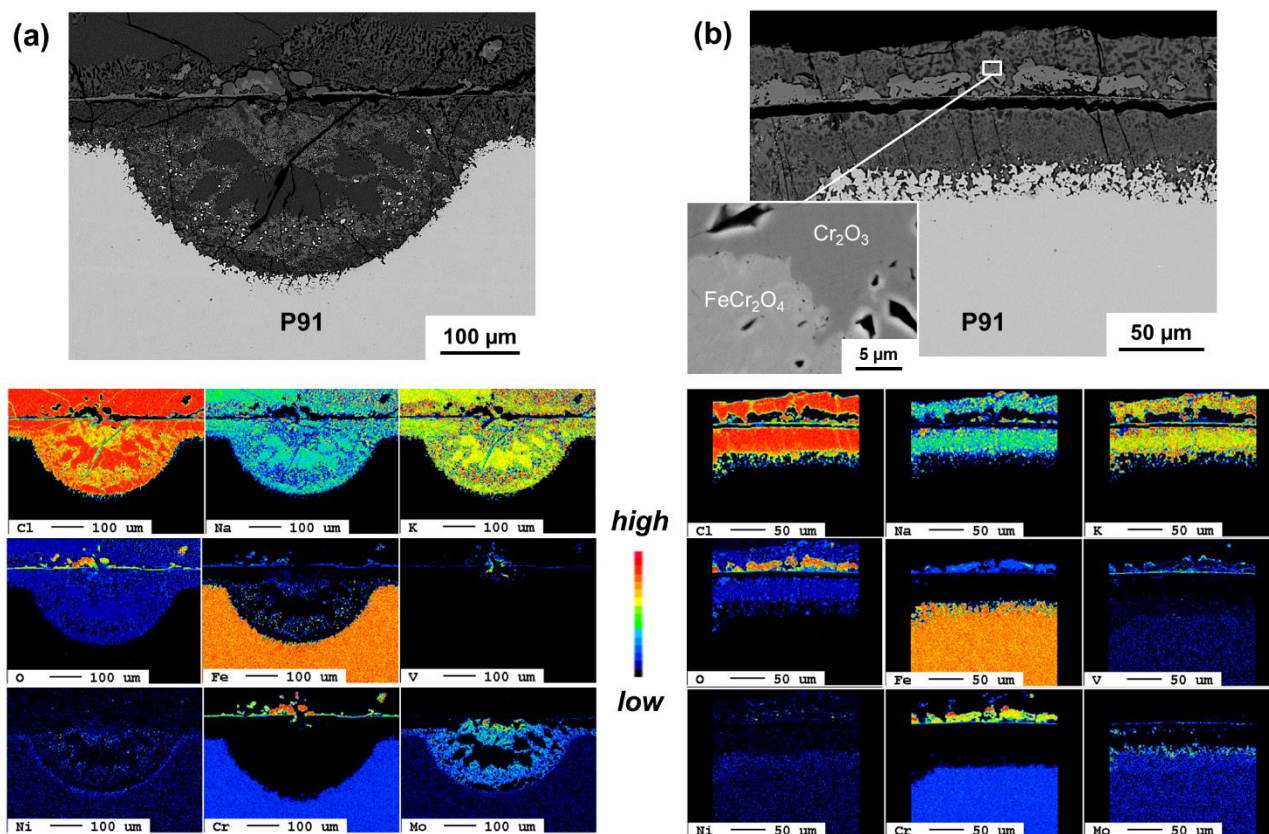 (a)
P91
100 µm
(b)
Cr₂O₃
FeCr₂O₄
5 µm
P91
50 µm
Cl 100 um
Na 100 um
K 100 um
O 100 um
Fe 100 um
V 100 um
Ni 100 um
Cr 100 um
Mo 100 um
high
low
Cl 50 um
Na 50 um
K 50 um
O 50 um
Fe 50 um
V 50 um
Ni 50 um
Cr 50 um
Mo 50 um